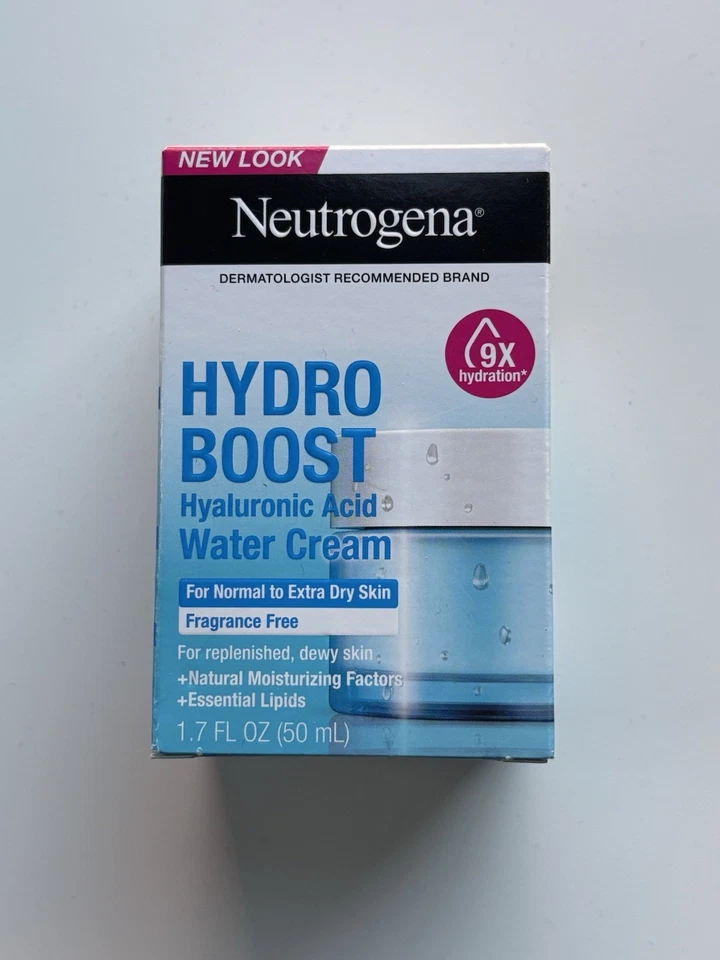 NEW LOOK
Neutrogena®
DERMATOLOGIST RECOMMENDED BRAND
9X
hydration*
HYDRO
BOOST
Hyaluronic Acid
Water Cream
For Normal to Extra Dry Skin
Fragrance Free
For replenished, dewy skin
+Natural Moisturizing Factors
+Essential Lipids
1.7 FL OZ (50 mL)